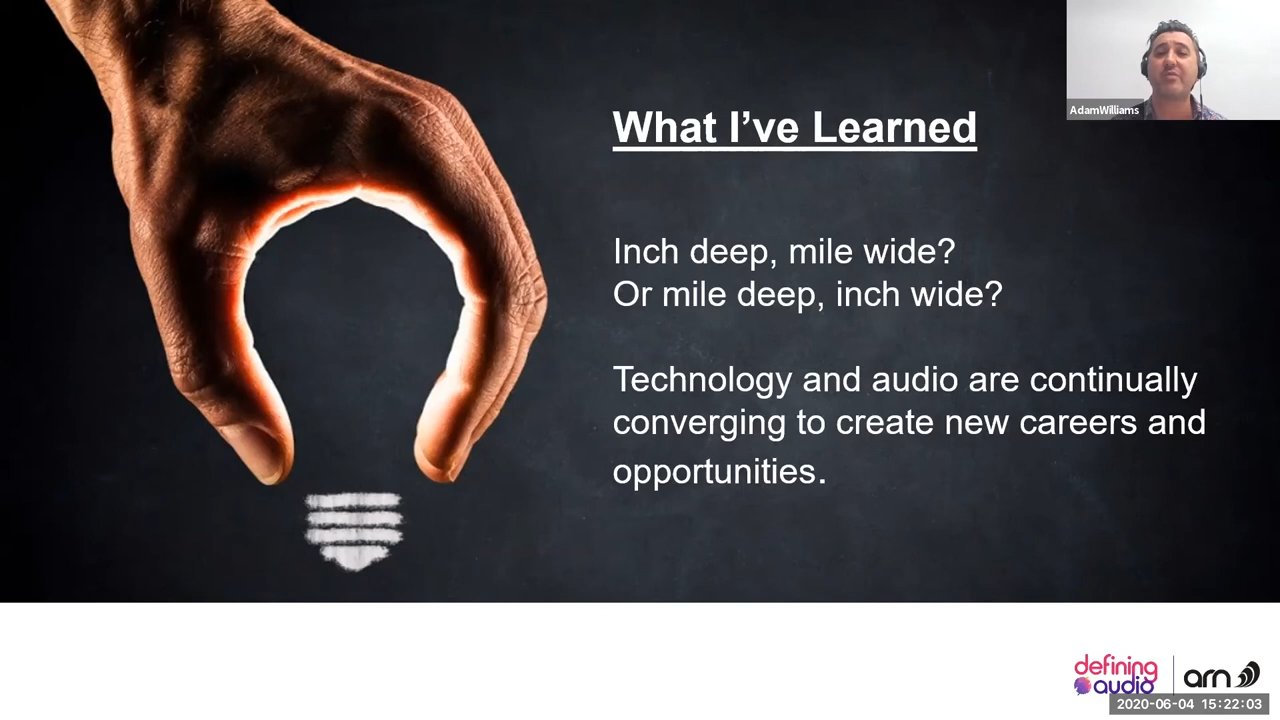 AdamWilliams
What I’ve Learned
Inch deep, mile wide?
Or mile deep, inch wide?
Technology and audio are continually
converging to create new careers and
opportunities.
defining
audio
arn
2020-06-04 15:22:03